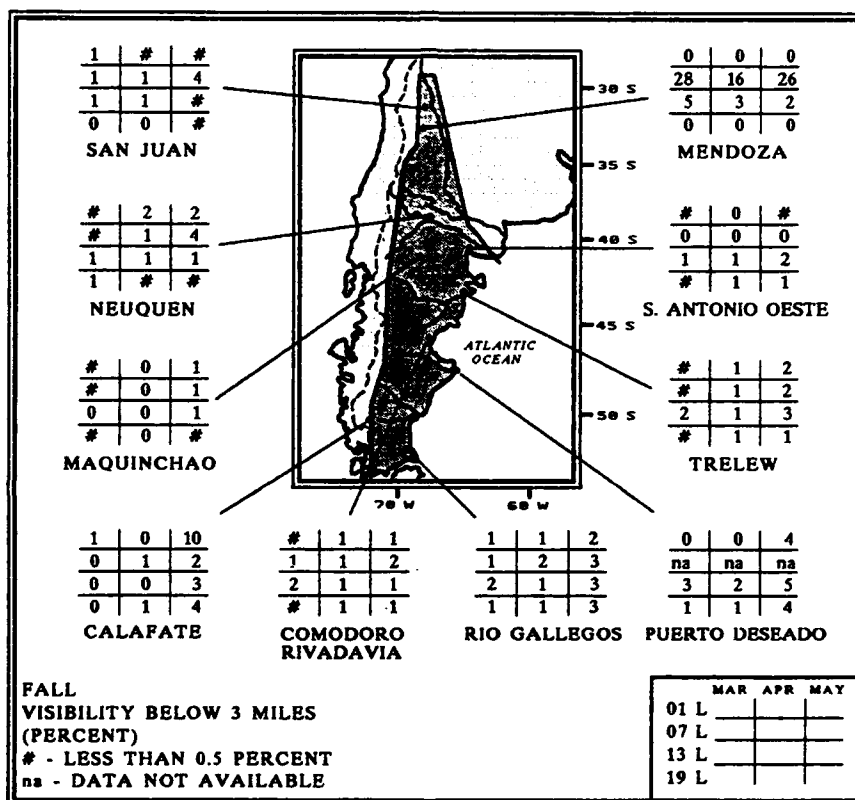 1 # #
1 1 4
1 1 #
0 0 #
SAN JUAN
0 0 0
28 16 26
5 3 2
0 0 0
MENDOZA
# 2 2
# 1 4
1 1 1
1 # #
NEUQUEN
# 0 #
0 0 0
1 1 2
# 1 1
S. ANTONIO OESTE
# 0 1
# 0 1
0 0 1
# 0 #
MAQUINCHAO
# 1 2
# 1 2
2 1 3
# 1 1
TRELEW
30 S
35 S
40 S
45 S
50 S
ATLANTIC
OCEAN
70 W 60 W
1 0 10
0 1 2
0 0 3
0 1 4
CALAFATE
# 1 1
1 1 2
2 1 1
# 1 1
COMODORO
RIVADAVIA
1 1 2
1 2 3
2 1 3
1 1 3
RIO GALLEGOS
0 0 4
na na na
3 2 5
1 1 4
PUERTO DESEADO
FALL
VISIBILITY BELOW 3 MILES
(PERCENT)
# - LESS THAN 0.5 PERCENT
na - DATA NOT AVAILABLE
MAR APR MAY
01 L
07 L
13 L
19 L